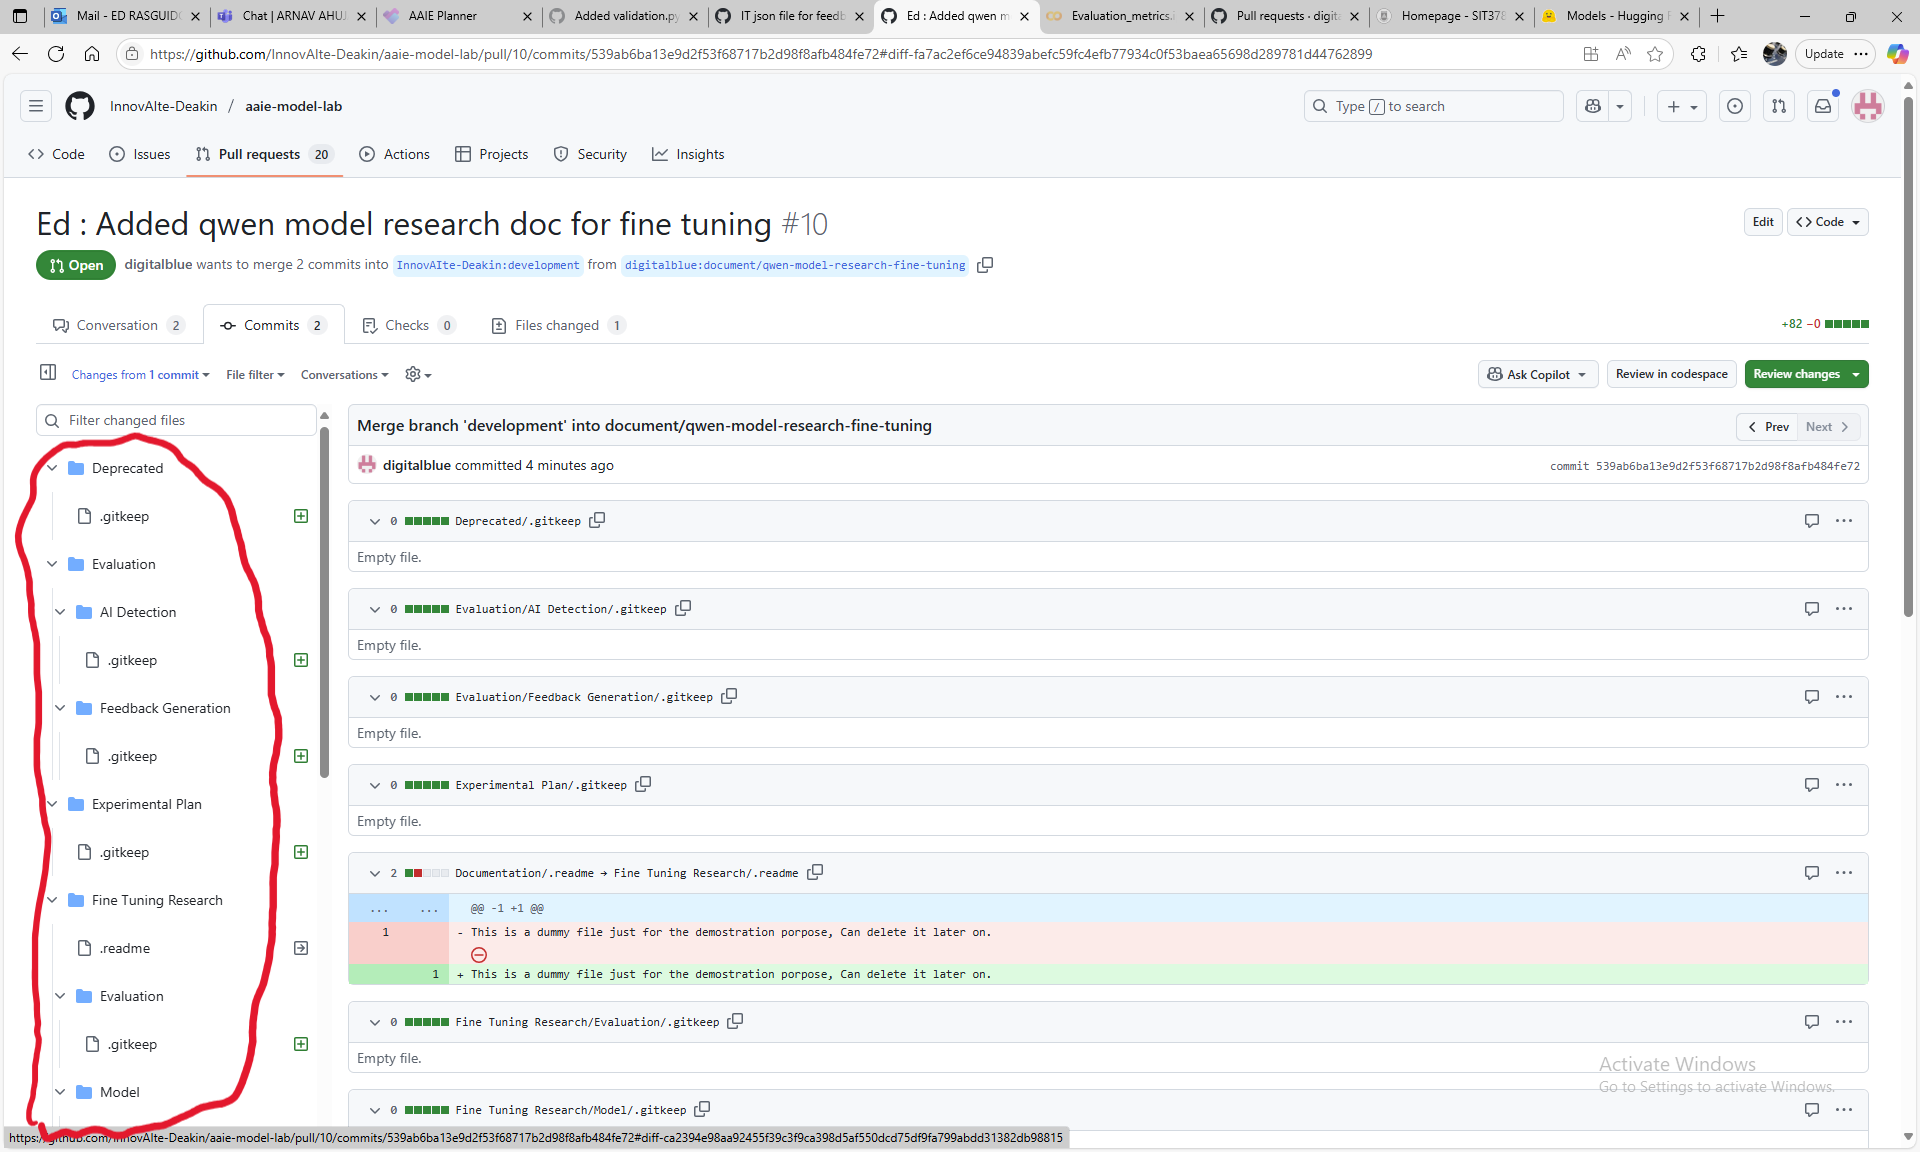 Mail - ED RASGUIDO
Chat | ARNAV AHUJ
AAIE Planner
Added validation.py
IT json file for feedb
Ed : Added qwen m
Evaluation_metrics.
Pull requests · digit
Homepage - SIT378
Models - Hugging F
https://github.com/InnovAIte-Deakin/aaie-model-lab/pull/10/commits/539ab6ba13e9d2f53f68717b2d98f8afb484fe72#diff-fa7ac2ef6ce94839abefc59fc4efb77934c0f53baea65698d289781d44762899
Update
InnovAIte-Deakin / aaie-model-lab
Type / to search
Code
Issues
Pull requests 20
Actions
Projects
Security
Insights
Ed : Added qwen model research doc for fine tuning #10
Edit
<> Code
Open
digitalblue wants to merge 2 commits into InnovAIte-Deakin:development from digitalblue:document/qwen-model-research-fine-tuning
Conversation 2
Commits 2
Checks 0
Files changed 1
+82 −0
Changes from 1 commit
File filter
Conversations
Ask Copilot
Review in codespace
Review changes
Filter changed files
Deprecated
.gitkeep
Evaluation
AI Detection
.gitkeep
Feedback Generation
.gitkeep
Experimental Plan
.gitkeep
Fine Tuning Research
.readme
Evaluation
.gitkeep
Model
Merge branch 'development' into document/qwen-model-research-fine-tuning
Prev
Next
digitalblue committed 4 minutes ago
commit 539ab6ba13e9d2f53f68717b2d98f8afb484fe72
0 Deprecated/.gitkeep
Empty file.
0 Evaluation/AI Detection/.gitkeep
Empty file.
0 Evaluation/Feedback Generation/.gitkeep
Empty file.
0 Experimental Plan/.gitkeep
Empty file.
2 Documentation/.readme → Fine Tuning Research/.readme
... ... @@ -1 +1 @@
1 - This is a dummy file just for the demostration porpose, Can delete it later on.
1 + This is a dummy file just for the demostration porpose, Can delete it later on.
0 Fine Tuning Research/Evaluation/.gitkeep
Empty file.
0 Fine Tuning Research/Model/.gitkeep
Activate Windows
Go to Settings to activate Windows.
https://github.com/InnovAIte-Deakin/aaie-model-lab/pull/10/commits/539ab6ba13e9d2f53f68717b2d98f8afb484fe72#diff-ca2394e98aa92455f39c3f9ca398d5af550dcd75df9fa799abdd31382db98815